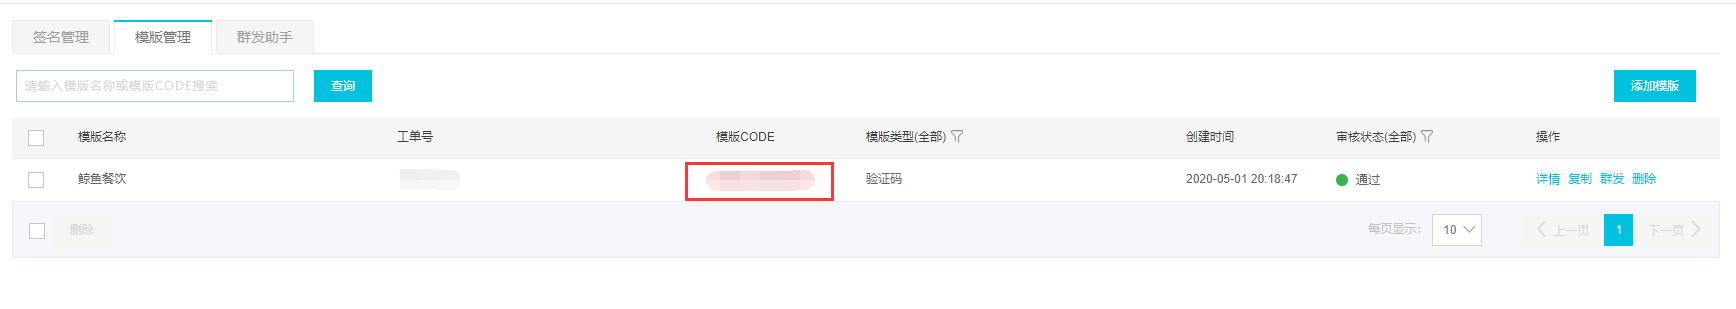 签名管理 模版管理 群发助手
请输入模版名称或模版CODE搜索 查询 添加模版
模版名称 工单号 模版CODE 模版类型(全部) 创建时间 审核状态(全部) 操作
鲸鱼餐饮 验证码 2020-05-01 20:18:47 通过 详情 复制 群发 删除
删除 每页显示: 10 上一页 1 下一页